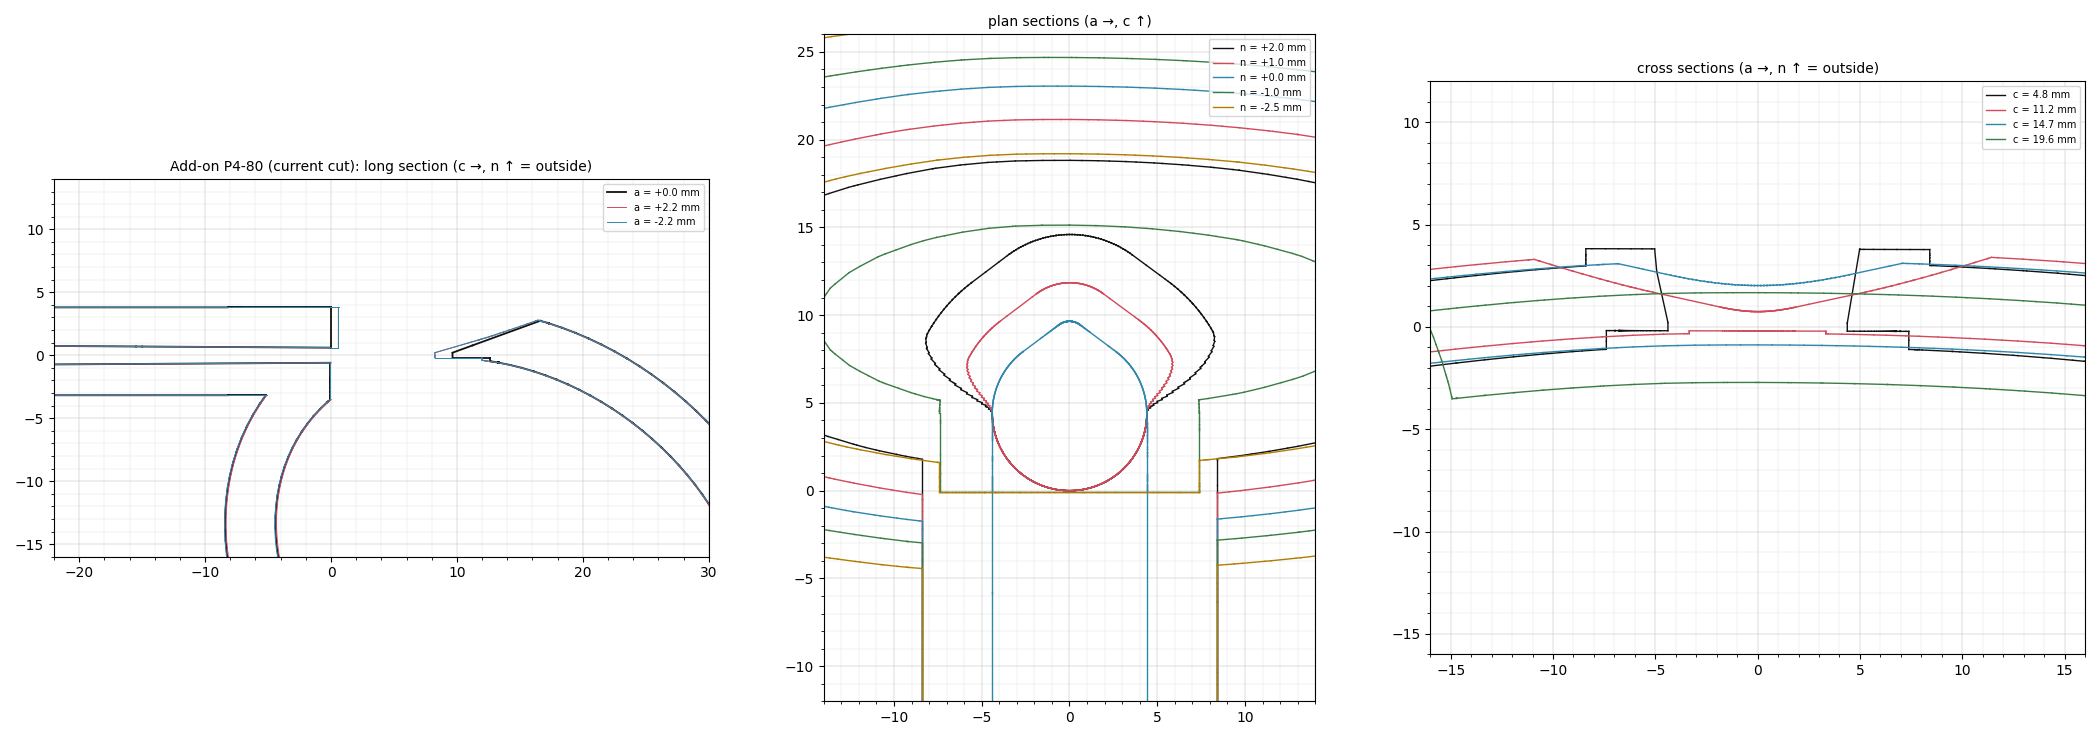 Add-on P4-80 (current cut): long section (c →, n ↑ = outside)
a = +0.0 mm
a = +2.2 mm
a = -2.2 mm
10
5
0
−5
−10
−15
−20
−10
0
10
20
30
plan sections (a →, c ↑)
n = +2.0 mm
n = +1.0 mm
n = +0.0 mm
n = -1.0 mm
n = -2.5 mm
25
20
15
10
5
0
−5
−10
−10
−5
0
5
10
cross sections (a →, n ↑ = outside)
c = 4.8 mm
c = 11.2 mm
c = 14.7 mm
c = 19.6 mm
10
5
0
−5
−10
−15
−15
−10
−5
0
5
10
15